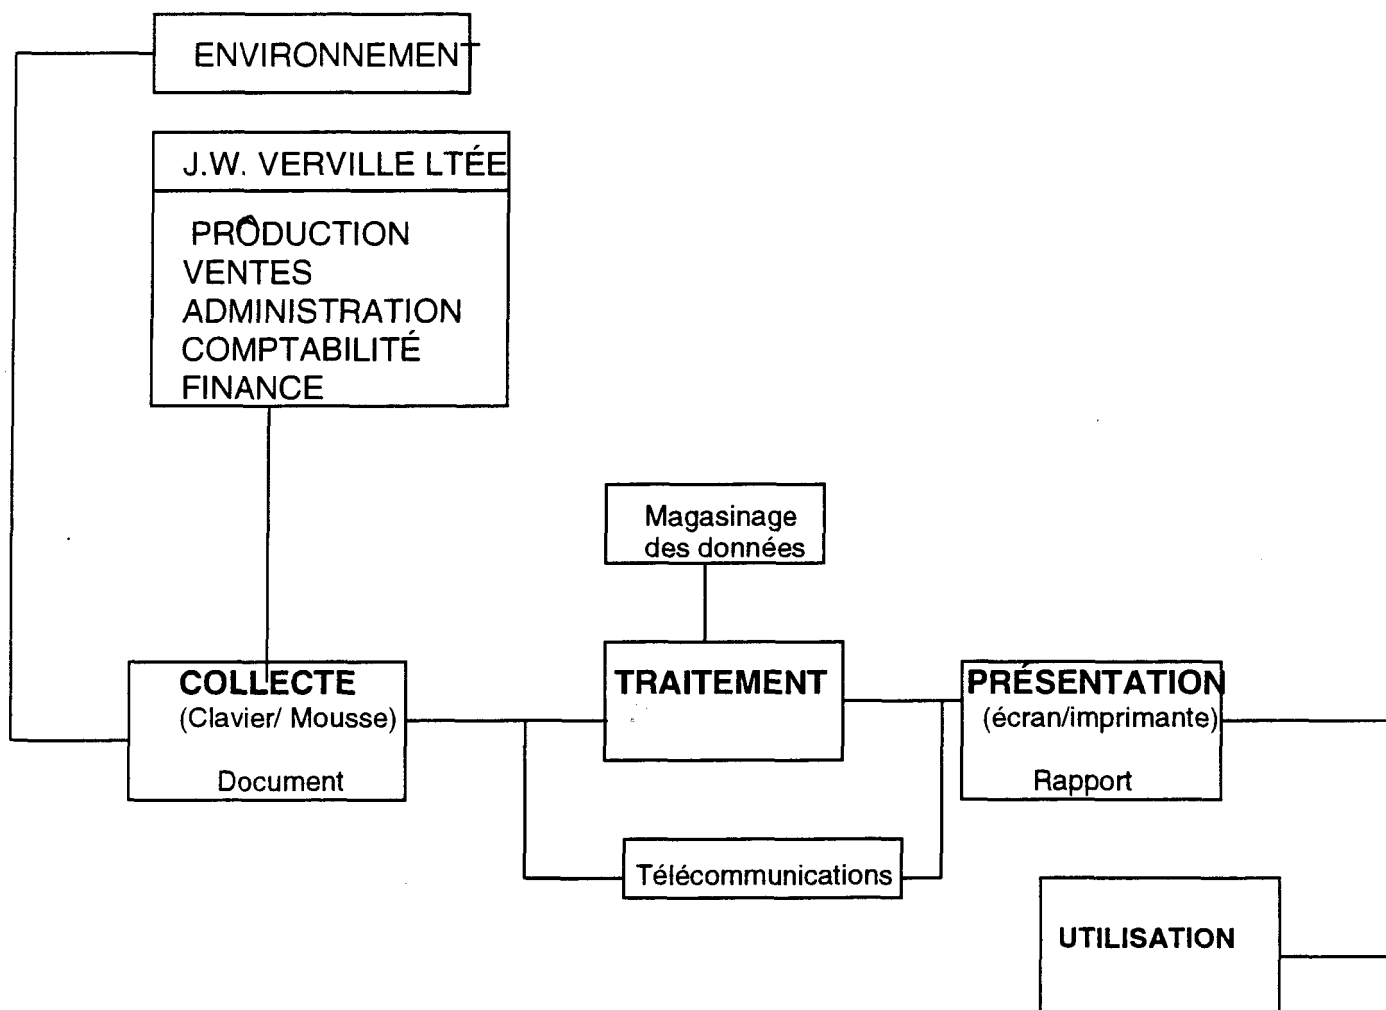 ENVIRONNEMENT
J.W. VERVILLE LTÉE
PRODUCTION
VENTES
ADMINISTRATION
COMPTABILITÉ
FINANCE
Magasinage
des données
COLLECTE
(Clavier/ Mousse)
Document
TRAITEMENT
PRÉSENTATION
(écran/imprimante)
Rapport
Télécommunications
UTILISATION